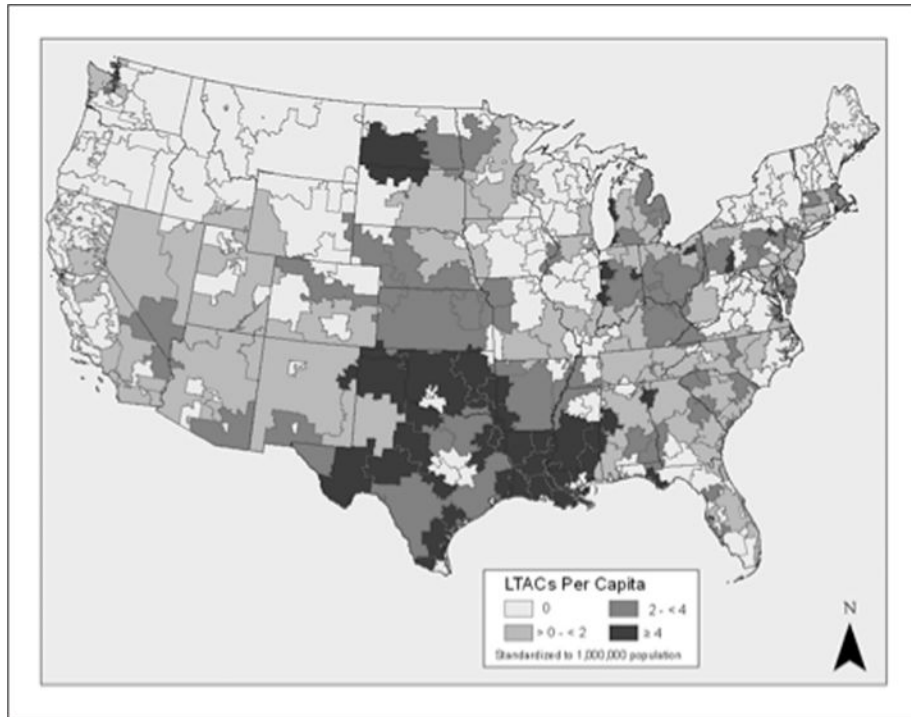 LTACs Per Capita
0
2 - < 4
> 0 - < 2
≥ 4
Standardized to 1,000,000 population
N